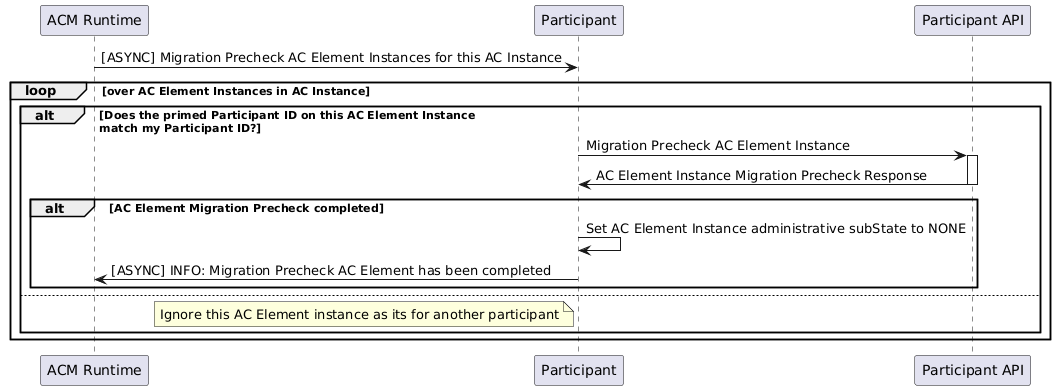 ACM Runtime
Participant
Participant API
[ASYNC] Migration Precheck AC Element Instances for this AC Instance
loop
[over AC Element Instances in AC Instance]
alt
[Does the primed Participant ID on this AC Element Instance
match my Participant ID?]
Migration Precheck AC Element Instance
AC Element Instance Migration Precheck Response
alt
[AC Element Migration Precheck completed]
Set AC Element Instance administrative subState to NONE
[ASYNC] INFO: Migration Precheck AC Element has been completed
Ignore this AC Element instance as its for another participant
ACM Runtime
Participant
Participant API